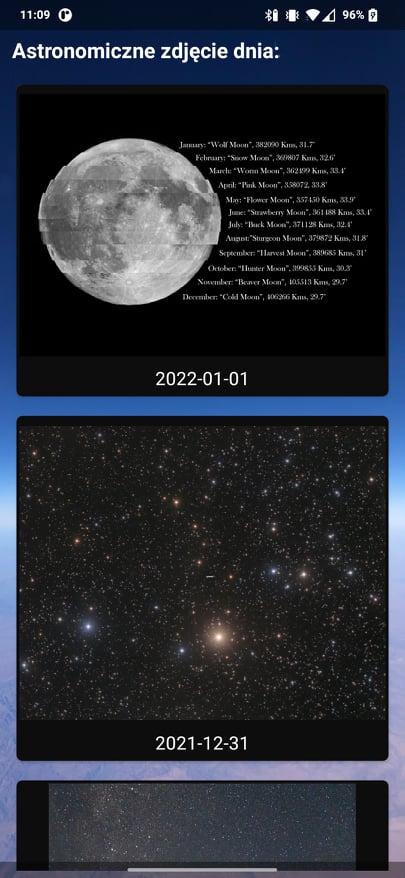 11:09
96%
Astronomiczne zdjęcie dnia:
January: “Wolf Moon”, 382090 Kms, 31.7’
February: “Snow Moon”, 369807 Kms, 32.6’
March: “Worm Moon”, 362499 Kms, 33.4’
April: “Pink Moon”, 358072, 33.8’
May: “Flower Moon”, 357450 Kms, 33.9’
June: “Strawberry Moon”, 361488 Kms, 33.4’
July: “Buck Moon”, 371128 Kms, 32.4’
August: “Sturgeon Moon”, 379872 Kms, 31.8’
September: “Harvest Moon”, 389685 Kms, 31’
October: “Hunter Moon”, 399855 Kms, 30.3’
November: “Beaver Moon”, 405513 Kms, 29.7’
December: “Cold Moon”, 406266 Kms, 29.7’
2022-01-01
2021-12-31